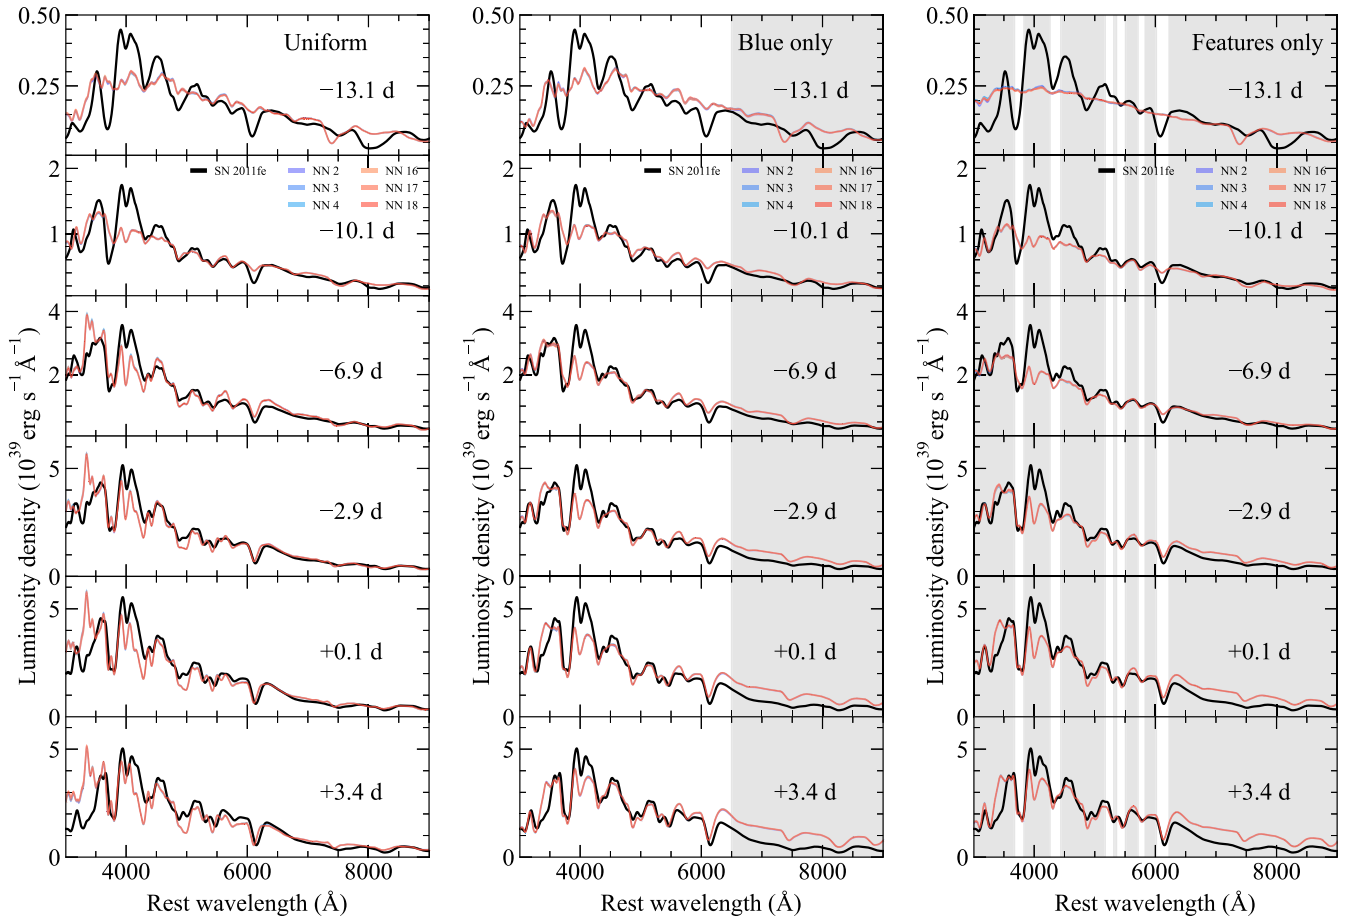 Uniform
−13.1 d
0.50
0.25
SN 2011fe
NN 2
NN 3
NN 4
NN 16
NN 17
NN 18
−10.1 d
2
1
−6.9 d
4
2
−2.9 d
5
0
+0.1 d
5
0
+3.4 d
5
0
4000 6000 8000
Rest wavelength (Å)
Luminosity density (10³⁹ erg s⁻¹ Å⁻¹)
Blue only
−13.1 d
0.50
0.25
SN 2011fe
NN 2
NN 3
NN 4
NN 16
NN 17
NN 18
−10.1 d
2
1
−6.9 d
4
2
−2.9 d
5
0
+0.1 d
5
0
+3.4 d
5
0
4000 6000 8000
Rest wavelength (Å)
Luminosity density (10³⁹ erg s⁻¹ Å⁻¹)
Features only
−13.1 d
0.50
0.25
SN 2011fe
NN 2
NN 3
NN 4
NN 16
NN 17
NN 18
−10.1 d
2
1
−6.9 d
4
2
−2.9 d
5
0
+0.1 d
5
0
+3.4 d
5
0
4000 6000 8000
Rest wavelength (Å)
Luminosity density (10³⁹ erg s⁻¹ Å⁻¹)